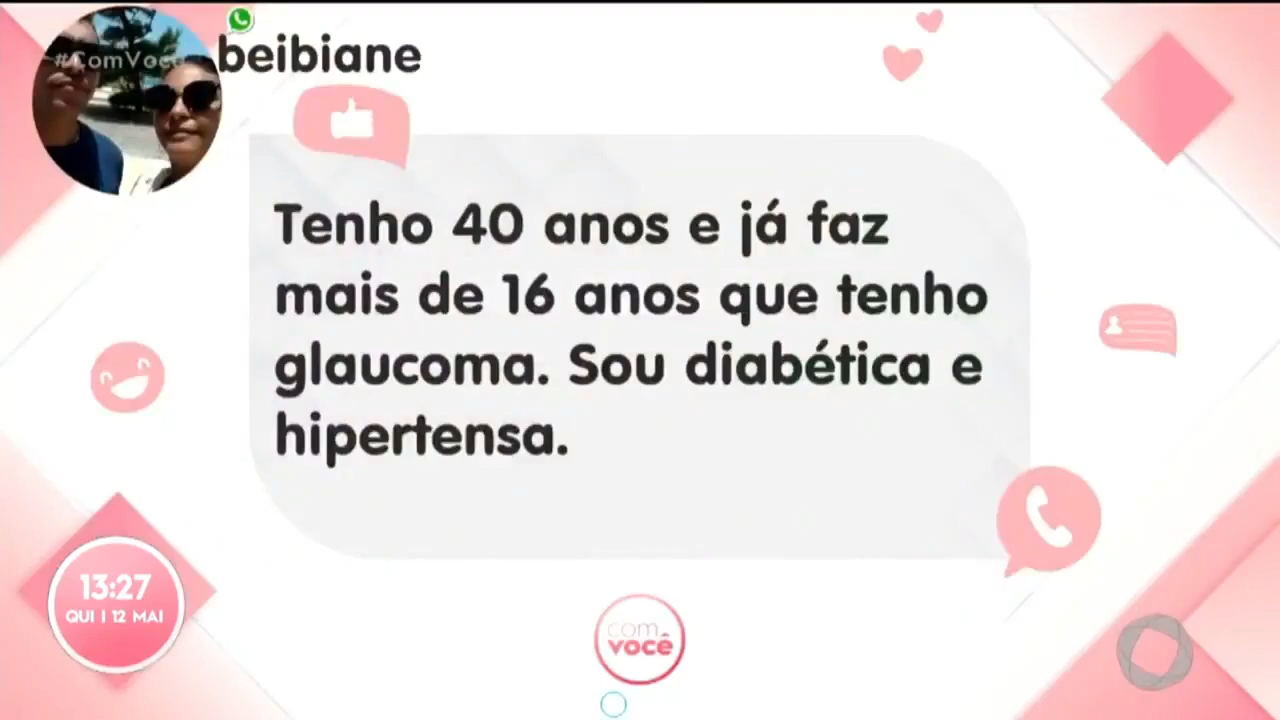 #ComVocê
beibiane
Tenho 40 anos e já faz
mais de 16 anos que tenho
glaucoma. Sou diabética e
hipertensa.
13:27
QUI | 12 MAI
com
você